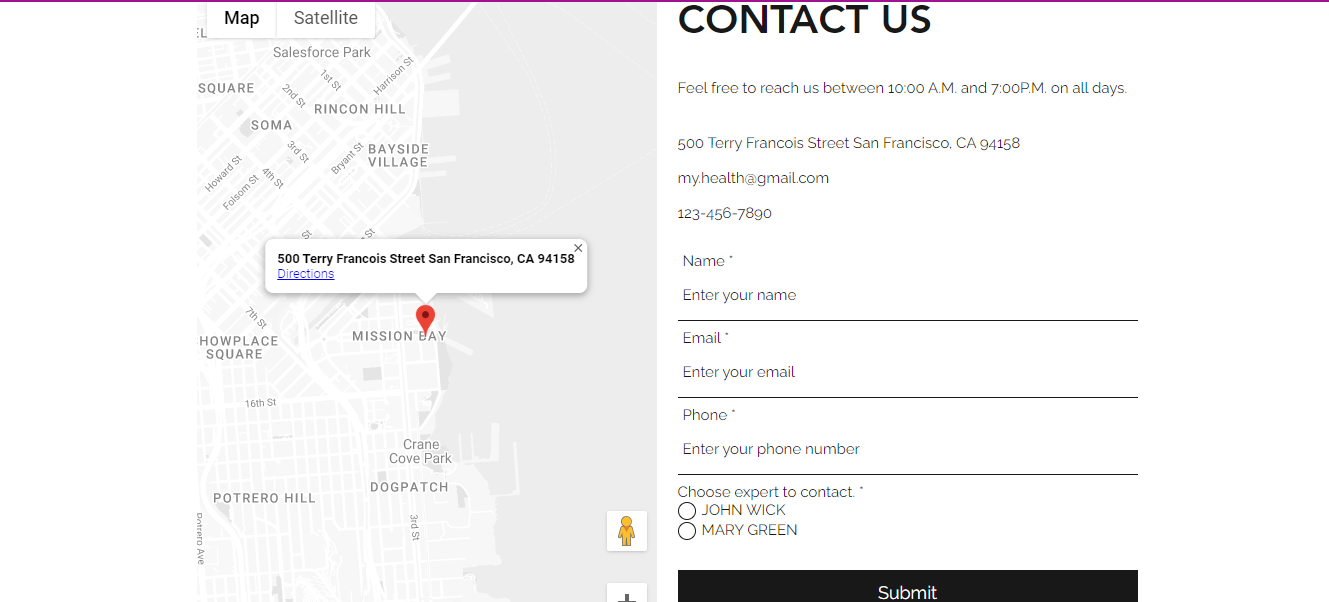 Map
Satellite
Salesforce Park
1st St
Harrison St
SQUARE
2nd St
RINCON HILL
SOMA
3rd St
Bryant St
BAYSIDE
VILLAGE
Howard St
4th St
Folsom St
St
St
500 Terry Francois Street San Francisco, CA 94158
Directions
7th St
MISSION BAY
SHOWPLACE
SQUARE
16th St
Crane
Cove Park
DOGPATCH
POTRERO HILL
3rd St
Potrero Ave
CONTACT US
Feel free to reach us between 10:00 A.M. and 7:00P.M. on all days.
500 Terry Francois Street San Francisco, CA 94158
my.health@gmail.com
123-456-7890
Name *
Enter your name
Email *
Enter your email
Phone *
Enter your phone number
Choose expert to contact. *
JOHN WICK
MARY GREEN
Submit